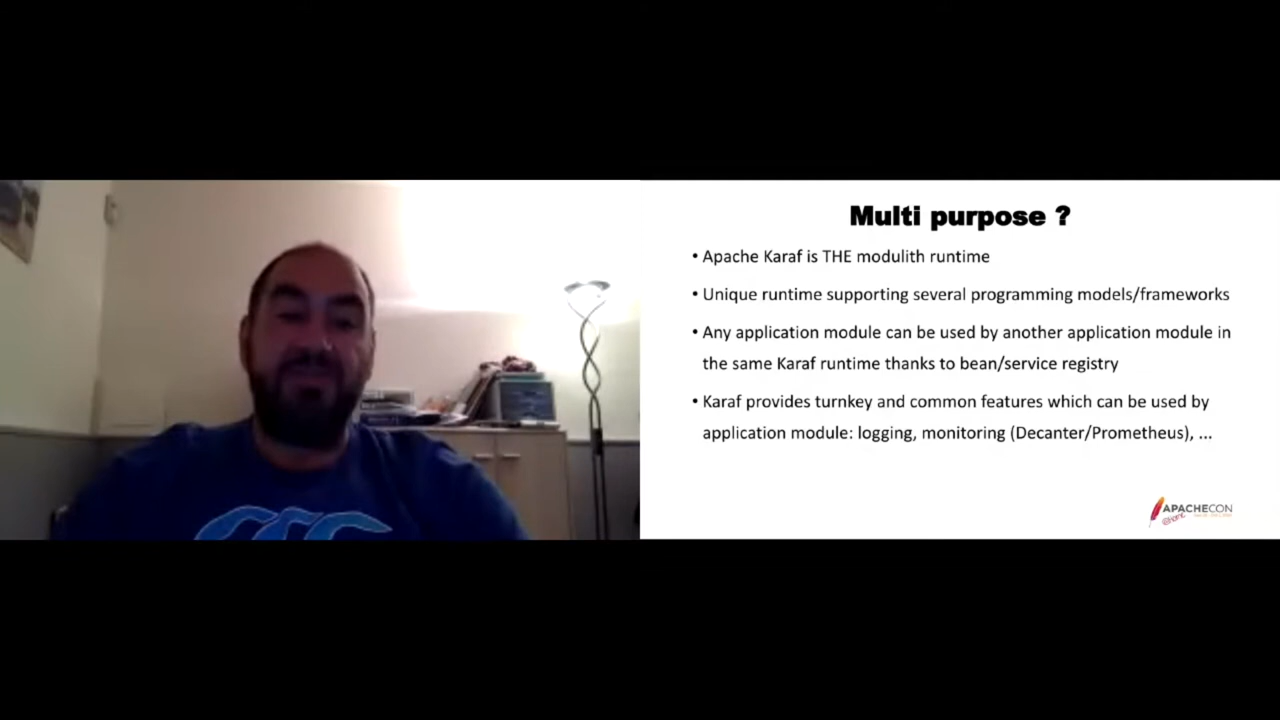 Multi purpose ?
• Apache Karaf is THE modulith runtime
• Unique runtime supporting several programming models/frameworks
• Any application module can be used by another application module in
the same Karaf runtime thanks to bean/service registry
• Karaf provides turnkey and common features which can be used by
application module: logging, monitoring (Decanter/Prometheus), ...
APACHECON
@home